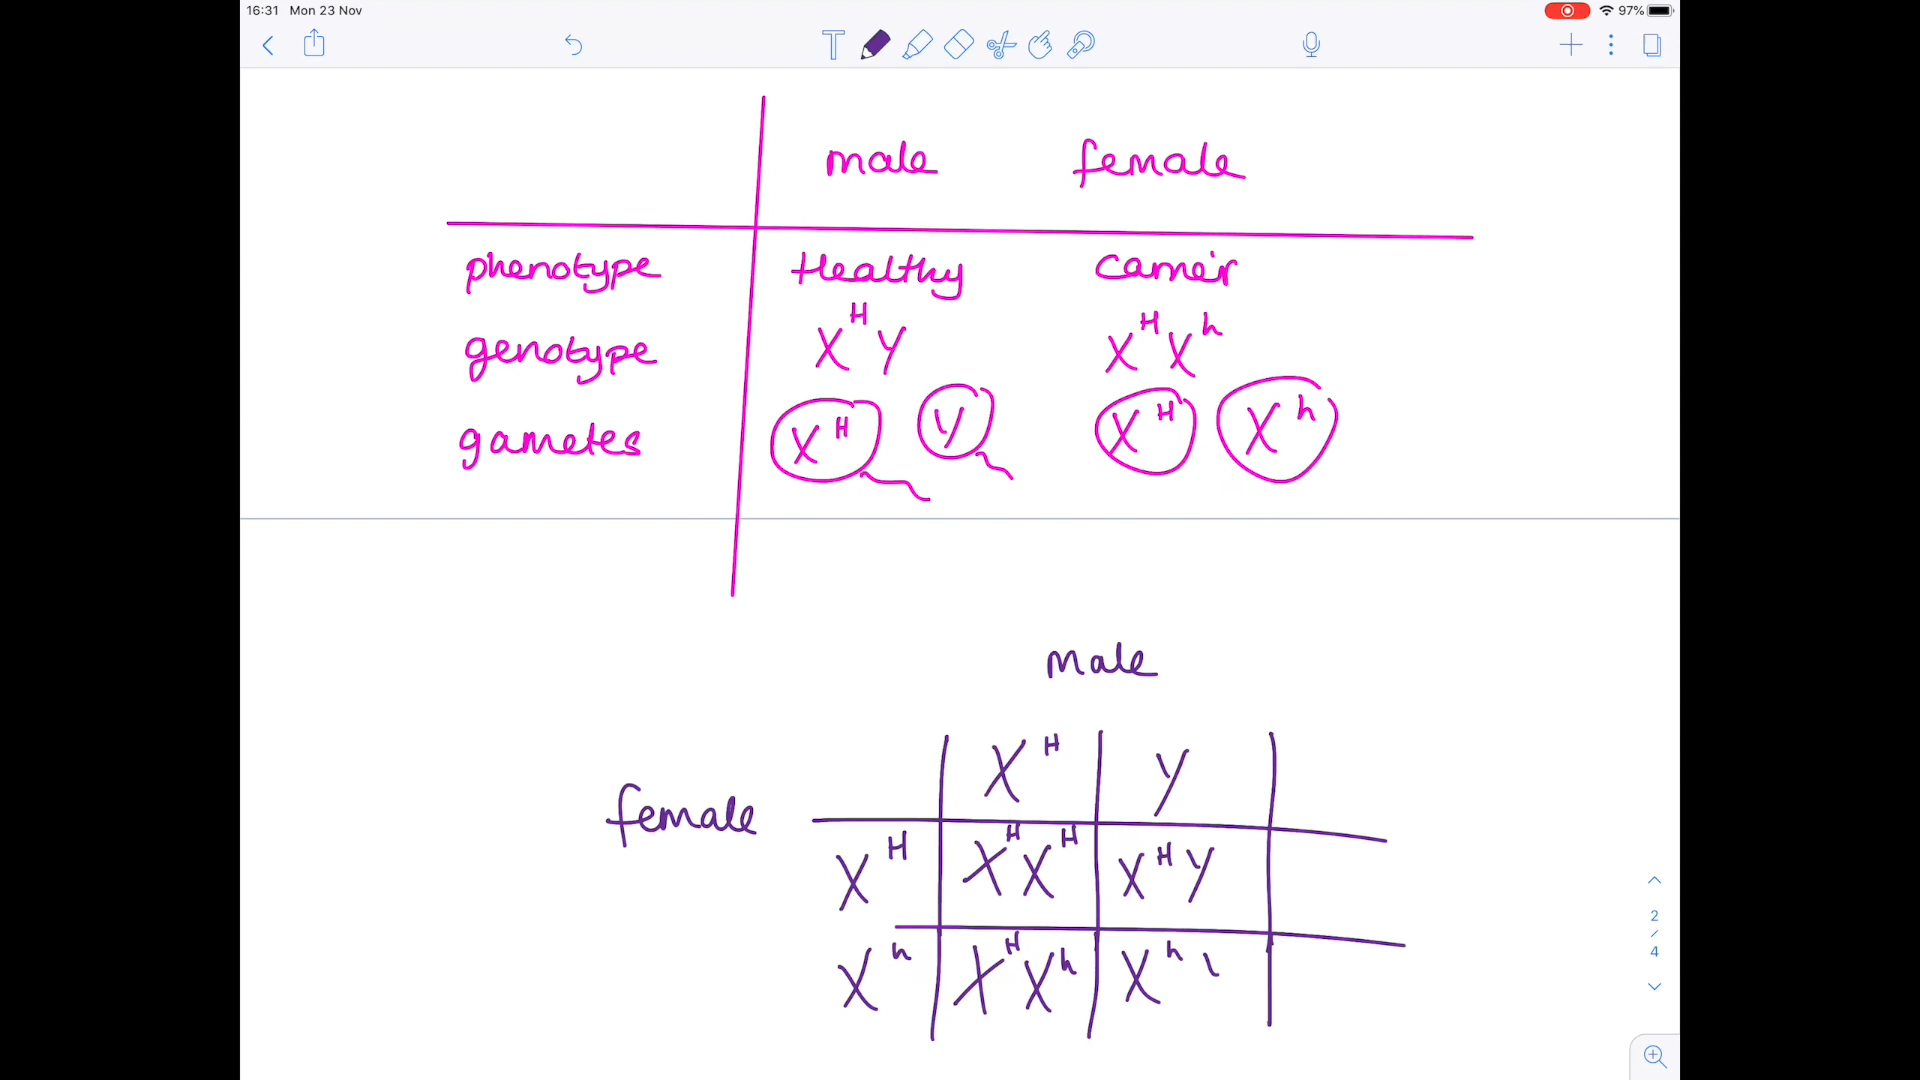 16:31 Mon 23 Nov 97%
T
male female
phenotype Healthy Carrier
genotype X^H Y X^H X^h
gametes X^H Y X^H X^h
male
X^H Y
female
X^H X^H X^H X^H Y
X^h X^H X^h X^h
2
/
4